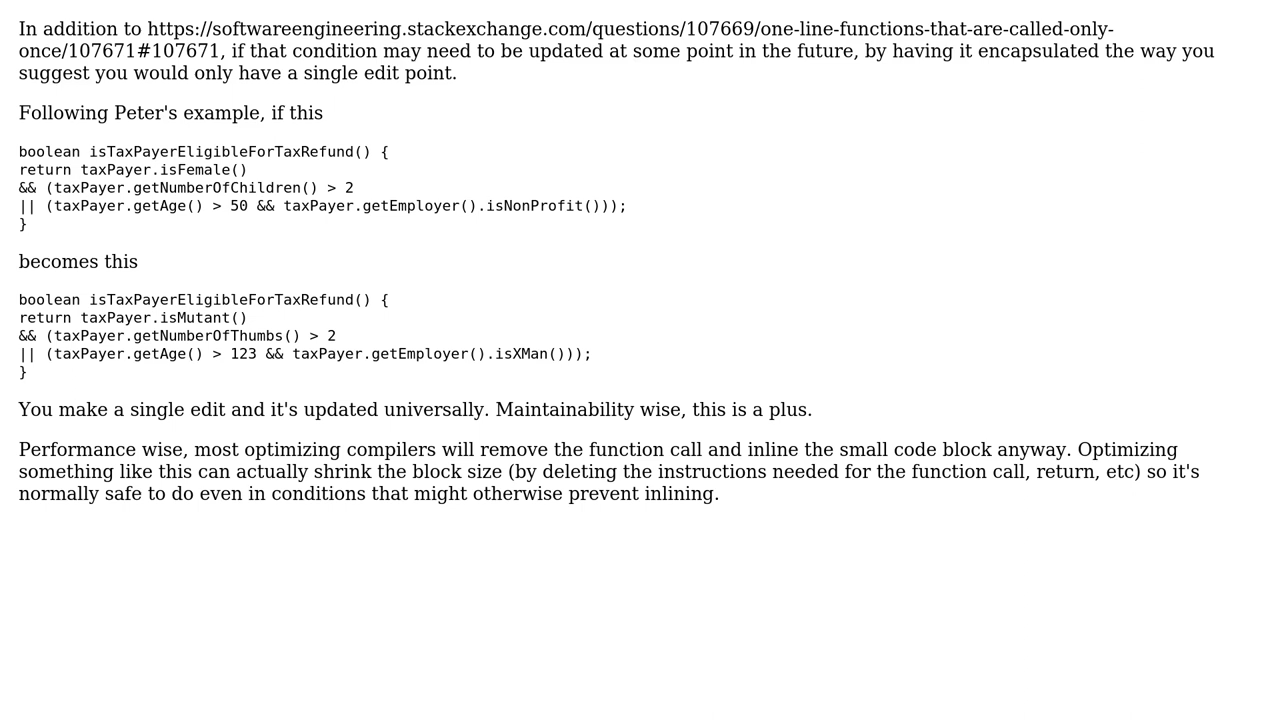 In addition to https://softwareengineering.stackexchange.com/questions/107669/one-line-functions-that-are-called-only-
once/107671#107671, if that condition may need to be updated at some point in the future, by having it encapsulated the way you
suggest you would only have a single edit point.
Following Peter's example, if this
boolean isTaxPayerEligibleForTaxRefund() {
return taxPayer.isFemale()
&& (taxPayer.getNumberOfChildren() > 2
|| (taxPayer.getAge() > 50 && taxPayer.getEmployer().isNonProfit()));
}
becomes this
boolean isTaxPayerEligibleForTaxRefund() {
return taxPayer.isMutant()
&& (taxPayer.getNumberOfThumbs() > 2
|| (taxPayer.getAge() > 123 && taxPayer.getEmployer().isXMan()));
}
You make a single edit and it's updated universally. Maintainability wise, this is a plus.
Performance wise, most optimizing compilers will remove the function call and inline the small code block anyway. Optimizing
something like this can actually shrink the block size (by deleting the instructions needed for the function call, return, etc) so it's
normally safe to do even in conditions that might otherwise prevent inlining.